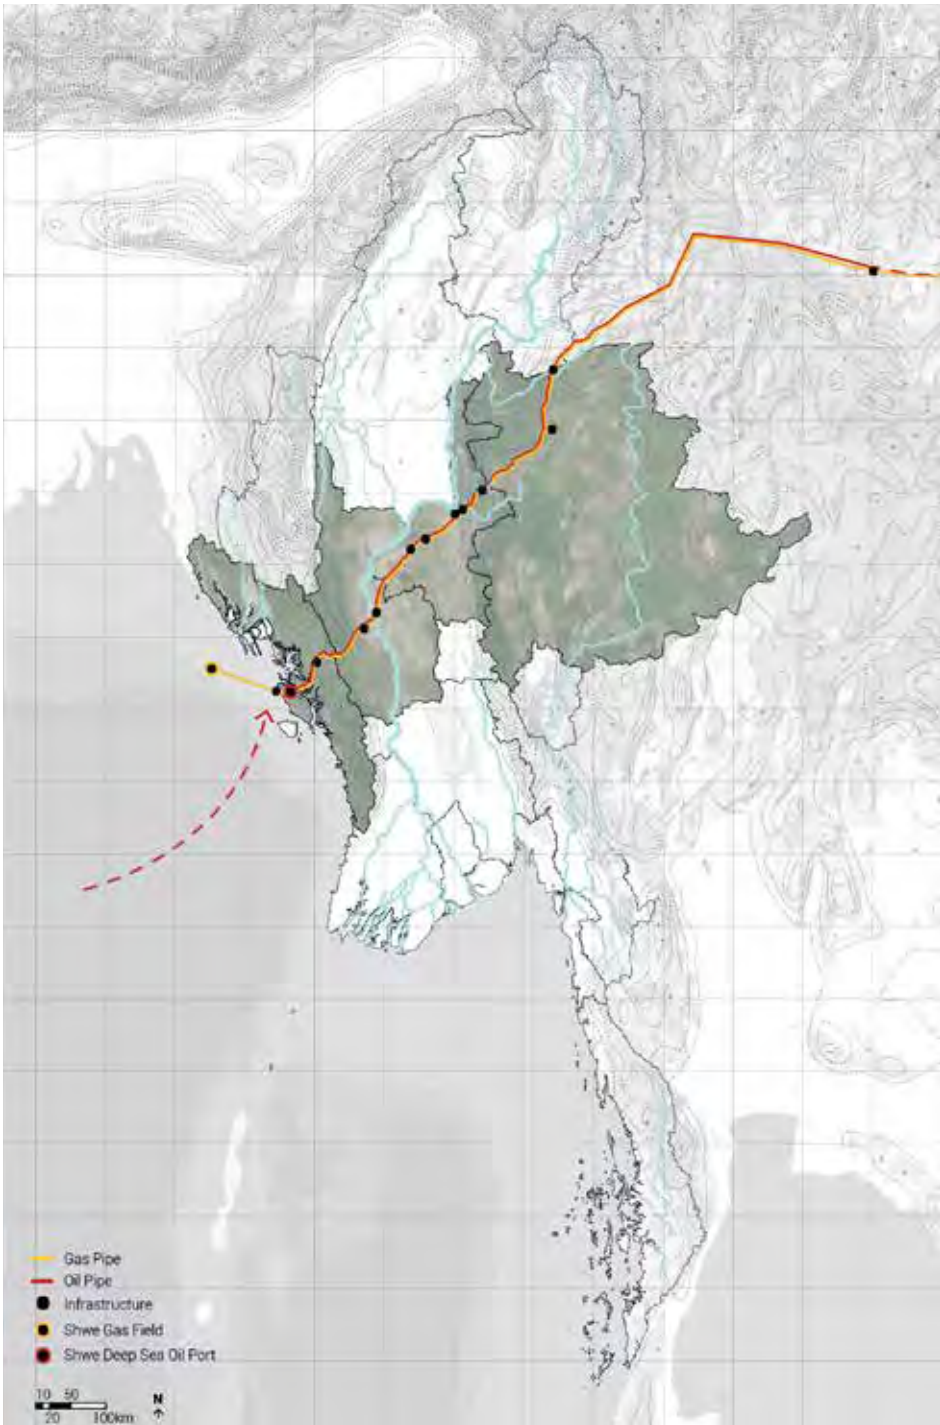 Gas Pipe
Oil Pipe
Infrastructure
Shwe Gas Field
Shwe Deep Sea Oil Port
10 50
20 100km
N